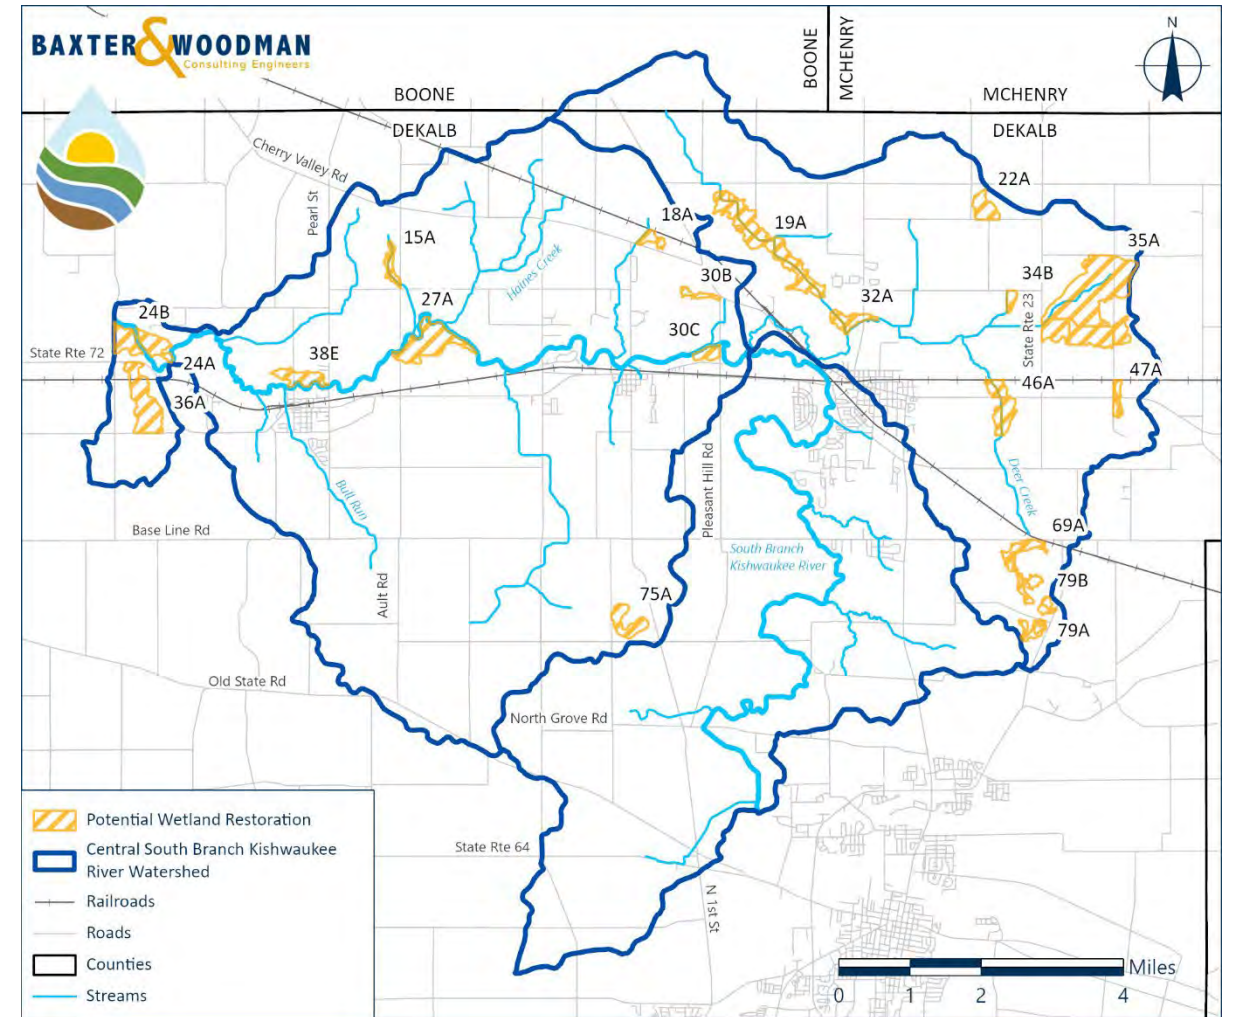 BAXTER & WOODMAN
Consulting Engineers
BOONE
MCHENRY
N
BOONE
MCHENRY
DEKALB
DEKALB
Cherry Valley Rd
Pearl St
22A
18A
19A
15A
35A
Haines Creek
30B
34B
27A
32A
24B
State Rte 23
30C
State Rte 72
38E
24A
47A
46A
36A
Pleasant Hill Rd
Bull Run
Deer Creek
Base Line Rd
69A
South Branch
Kishwaukee River
79B
Ault Rd
75A
79A
Old State Rd
North Grove Rd
State Rte 64
N 1st St
Potential Wetland Restoration
Central South Branch Kishwaukee
River Watershed
Railroads
Roads
Counties
Streams
Miles
0 1 2 4